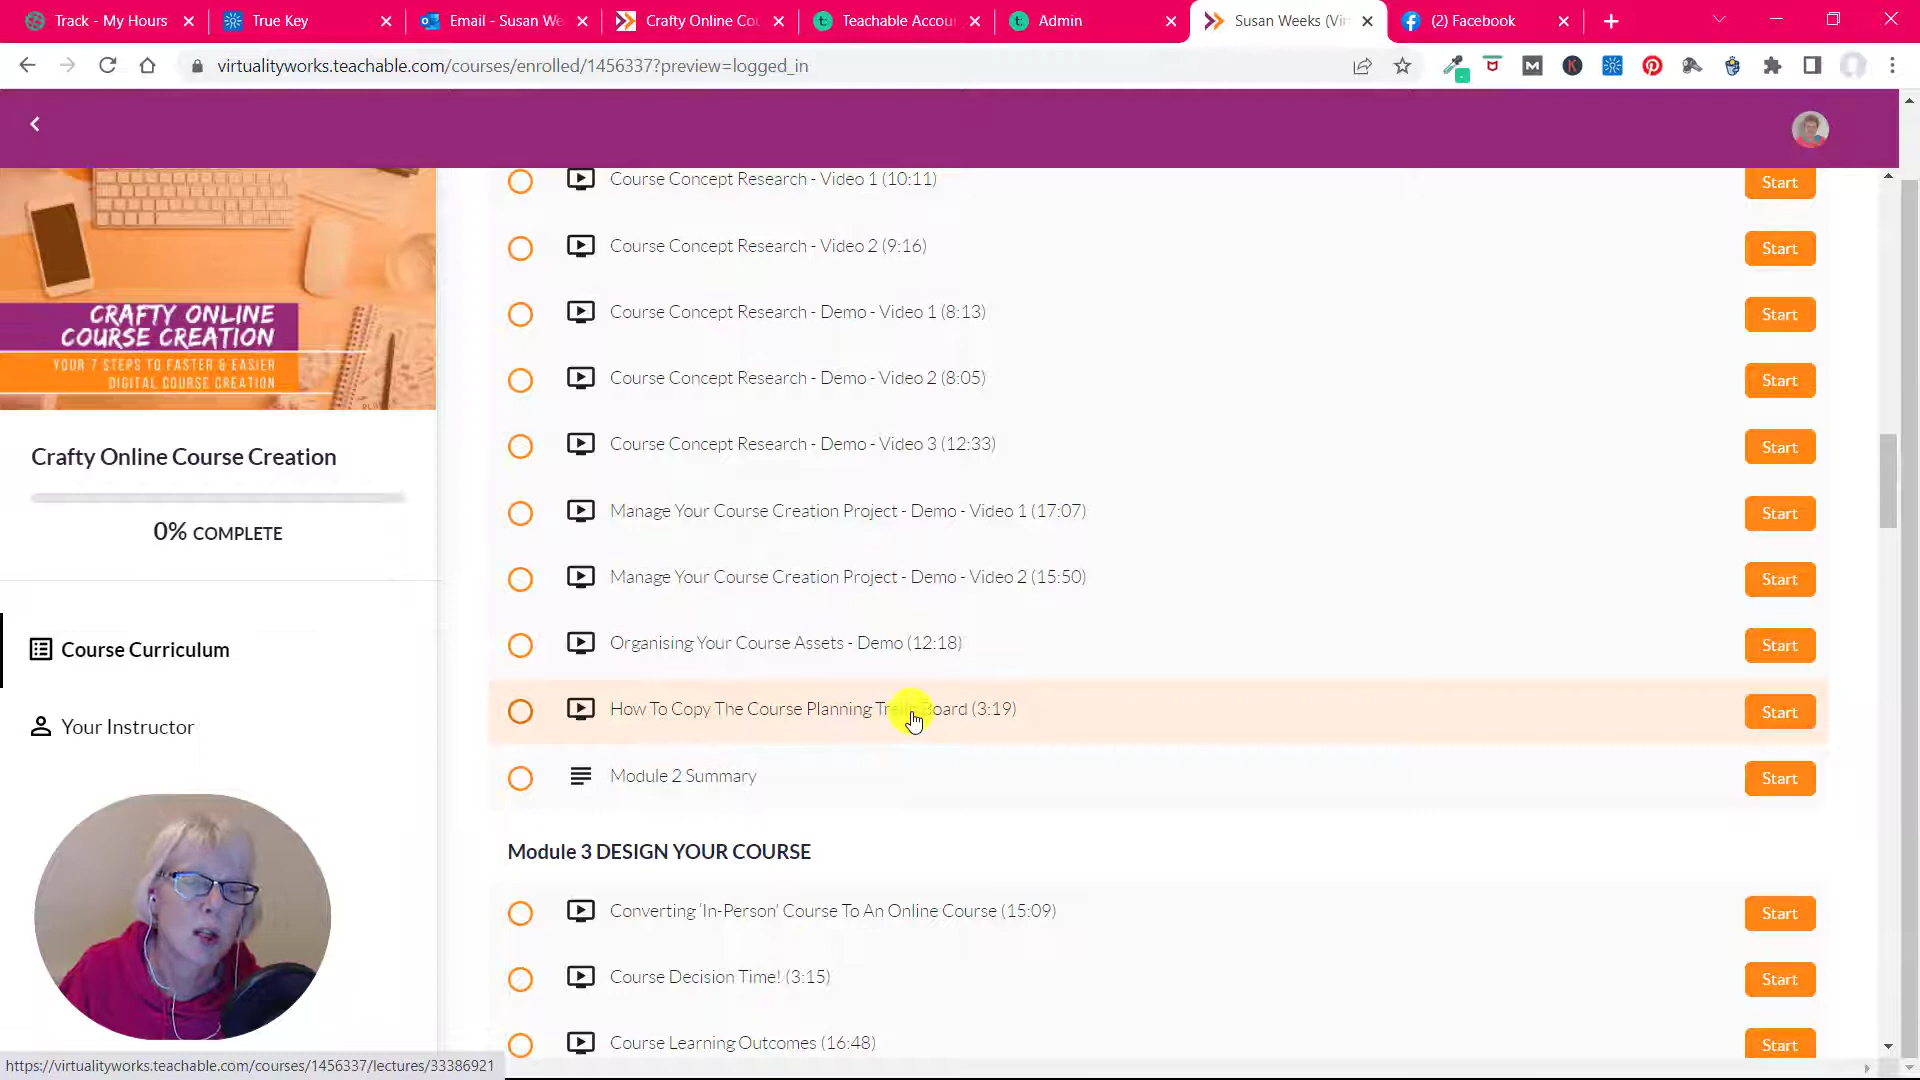 Track - My Hours
True Key
Email - Susan We
Crafty Online Co
Teachable Accou
Admin
Susan Weeks (Vi
(2) Facebook
virtualityworks.teachable.com/courses/enrolled/1456337?preview=logged_in
CRAFTY ONLINE
COURSE CREATION
YOUR 7 STEPS TO FASTER & EASIER
DIGITAL COURSE CREATION
Crafty Online Course Creation
0% COMPLETE
Course Curriculum
Your Instructor
Course Concept Research - Video 1 (10:11)
Start
Course Concept Research - Video 2 (9:16)
Start
Course Concept Research - Demo - Video 1 (8:13)
Start
Course Concept Research - Demo - Video 2 (8:05)
Start
Course Concept Research - Demo - Video 3 (12:33)
Start
Manage Your Course Creation Project - Demo - Video 1 (17:07)
Start
Manage Your Course Creation Project - Demo - Video 2 (15:50)
Start
Organising Your Course Assets - Demo (12:18)
Start
How To Copy The Course Planning Trello Board (3:19)
Start
Module 2 Summary
Start
Module 3 DESIGN YOUR COURSE
Converting ‘In-Person’ Course To An Online Course (15:09)
Start
Course Decision Time! (3:15)
Start
Course Learning Outcomes (16:48)
Start
https://virtualityworks.teachable.com/courses/1456337/lectures/33386921